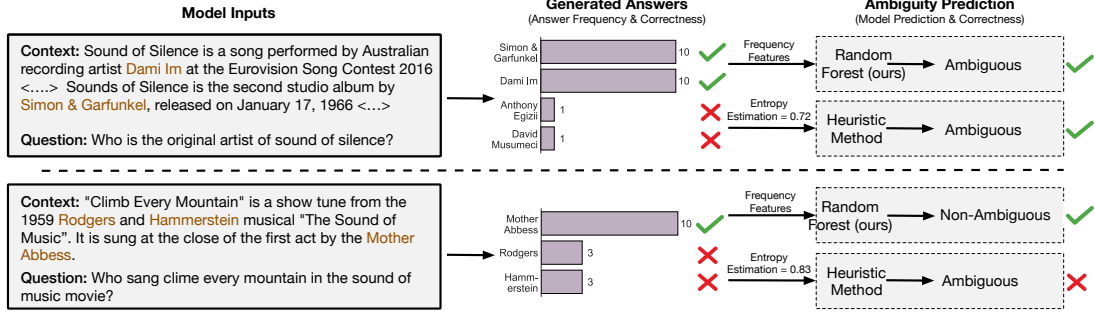 Model Inputs
Generated Answers
(Answer Frequency & Correctness)
Ambiguity Prediction
(Model Prediction & Correctness)
Context: Sound of Silence is a song performed by Australian
recording artist Dami Im at the Eurovision Song Contest 2016
<....> Sounds of Silence is the second studio album by
Simon & Garfunkel, released on January 17, 1966 <...>
Question: Who is the original artist of sound of silence?
Simon &
Garfunkel
10
Dami Im
10
Anthony
Egizii
1
David
Musumeci
1
Frequency
Features
Random
Forest (ours)
Ambiguous
Entropy
Estimation = 0.72
Heuristic
Method
Ambiguous
Context: "Climb Every Mountain" is a show tune from the
1959 Rodgers and Hammerstein musical "The Sound of
Music”. It is sung at the close of the first act by the Mother
Abbess.
Question: Who sang clime every mountain in the sound of
music movie?
Mother
Abbess
10
Rodgers
3
Hamm-
erstein
3
Frequency
Features
Random
Forest (ours)
Non-Ambiguous
Entropy
Estimation = 0.83
Heuristic
Method
Ambiguous